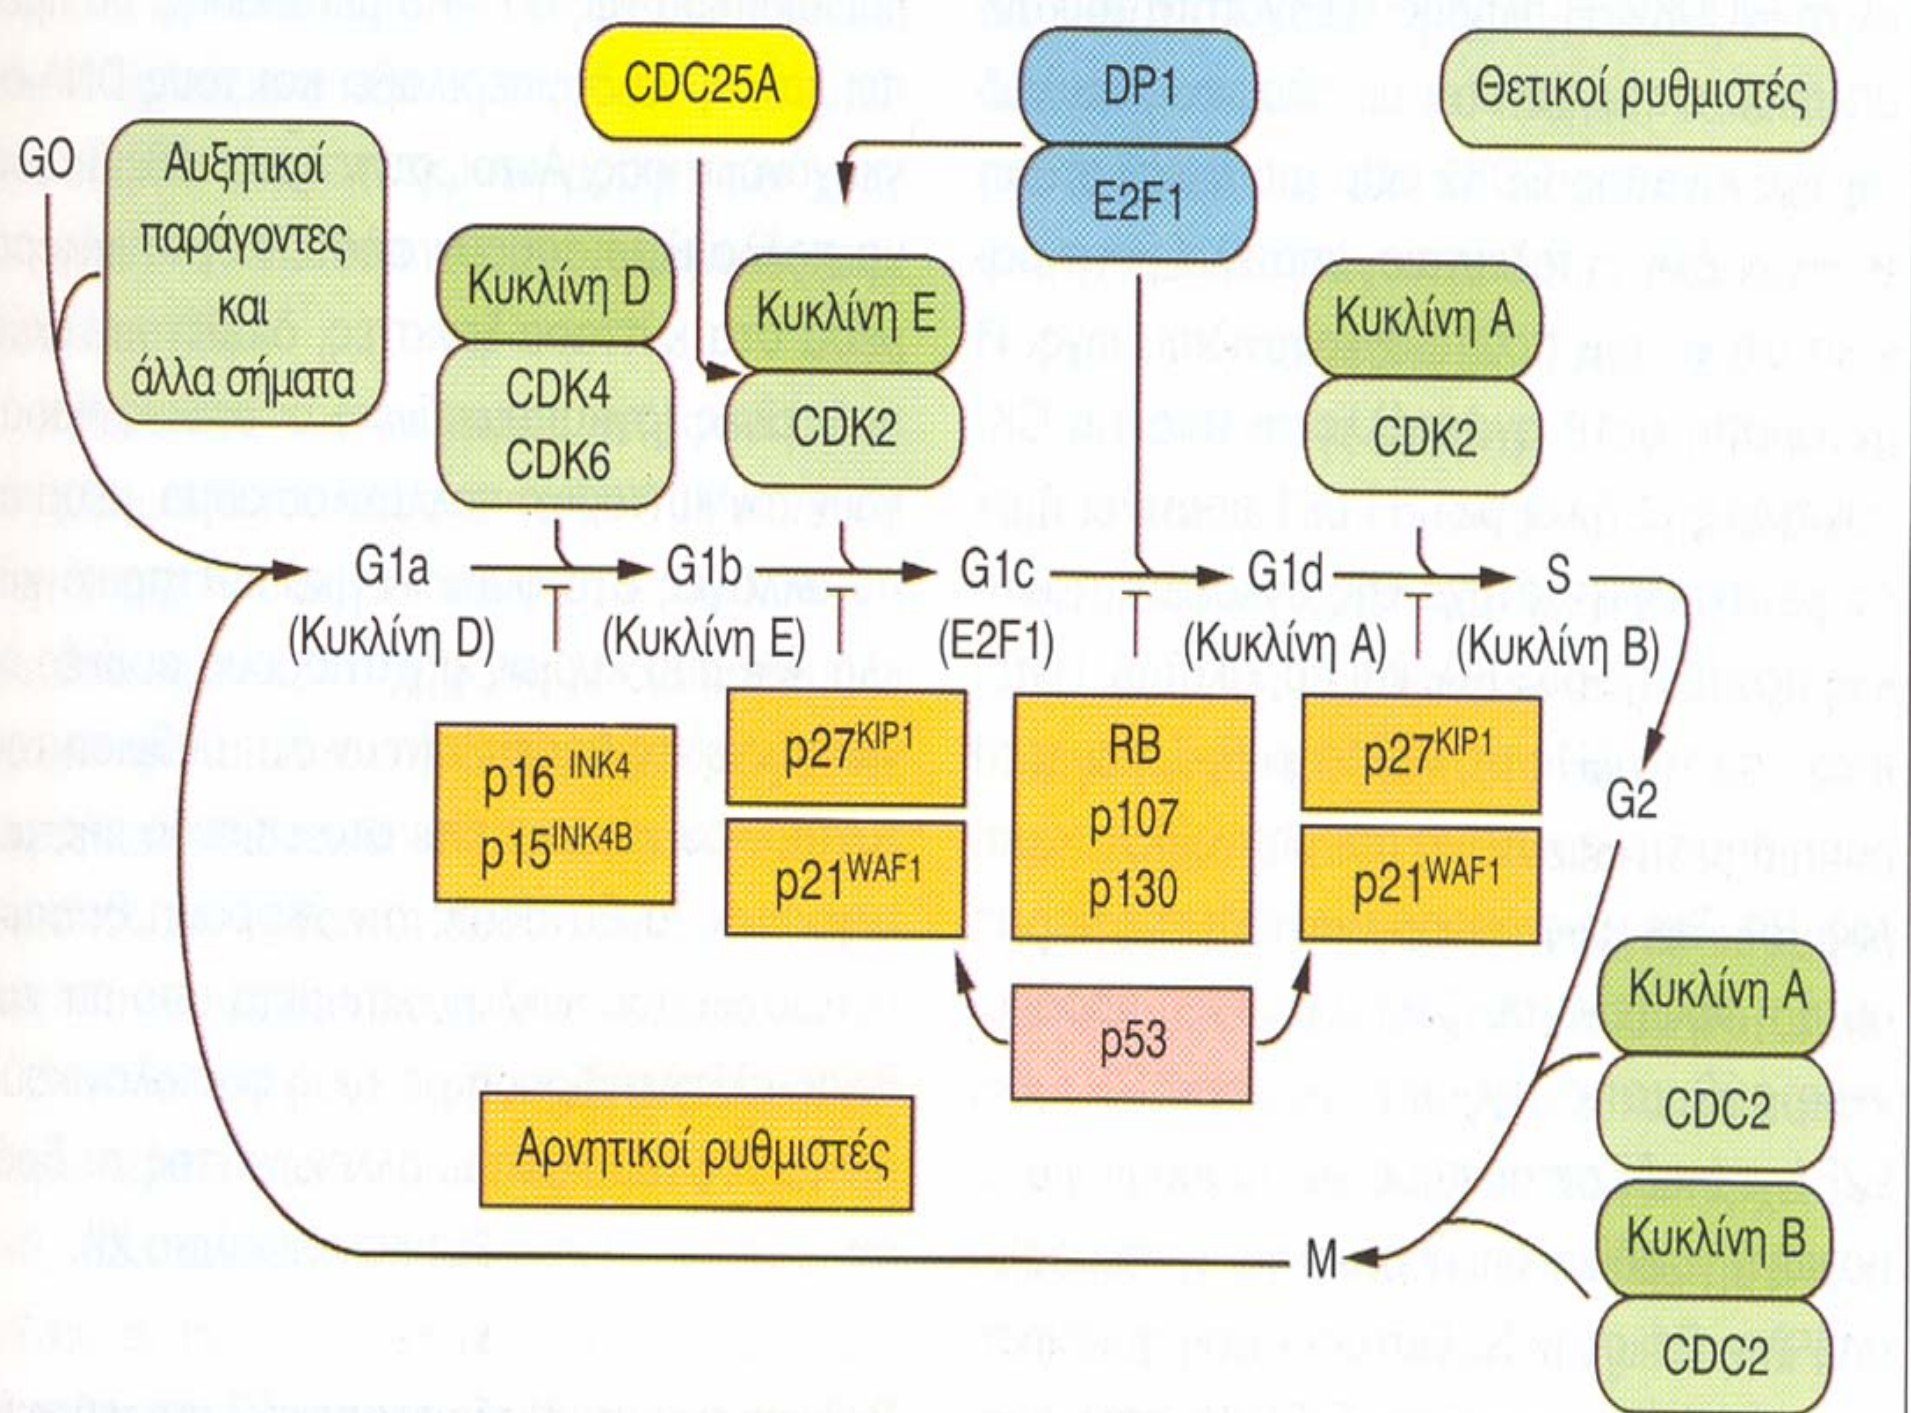 CDC25A
DP1
E2F1
Θετικοί ρυθμιστές
GO
Αυξητικοί
παράγοντες
και
άλλα σήματα
Κυκλίνη D
CDK4
CDK6
Κυκλίνη E
CDK2
Κυκλίνη A
CDK2
G1a
G1b
G1c
G1d
S
(Κυκλίνη D)
(Κυκλίνη E)
(E2F1)
(Κυκλίνη A)
(Κυκλίνη B)
p16 INK4
p15INK4B
p27KIP1
p21WAF1
RB
p107
p130
p27KIP1
p21WAF1
G2
p53
Κυκλίνη A
CDC2
Αρνητικοί ρυθμιστές
Κυκλίνη B
CDC2
M